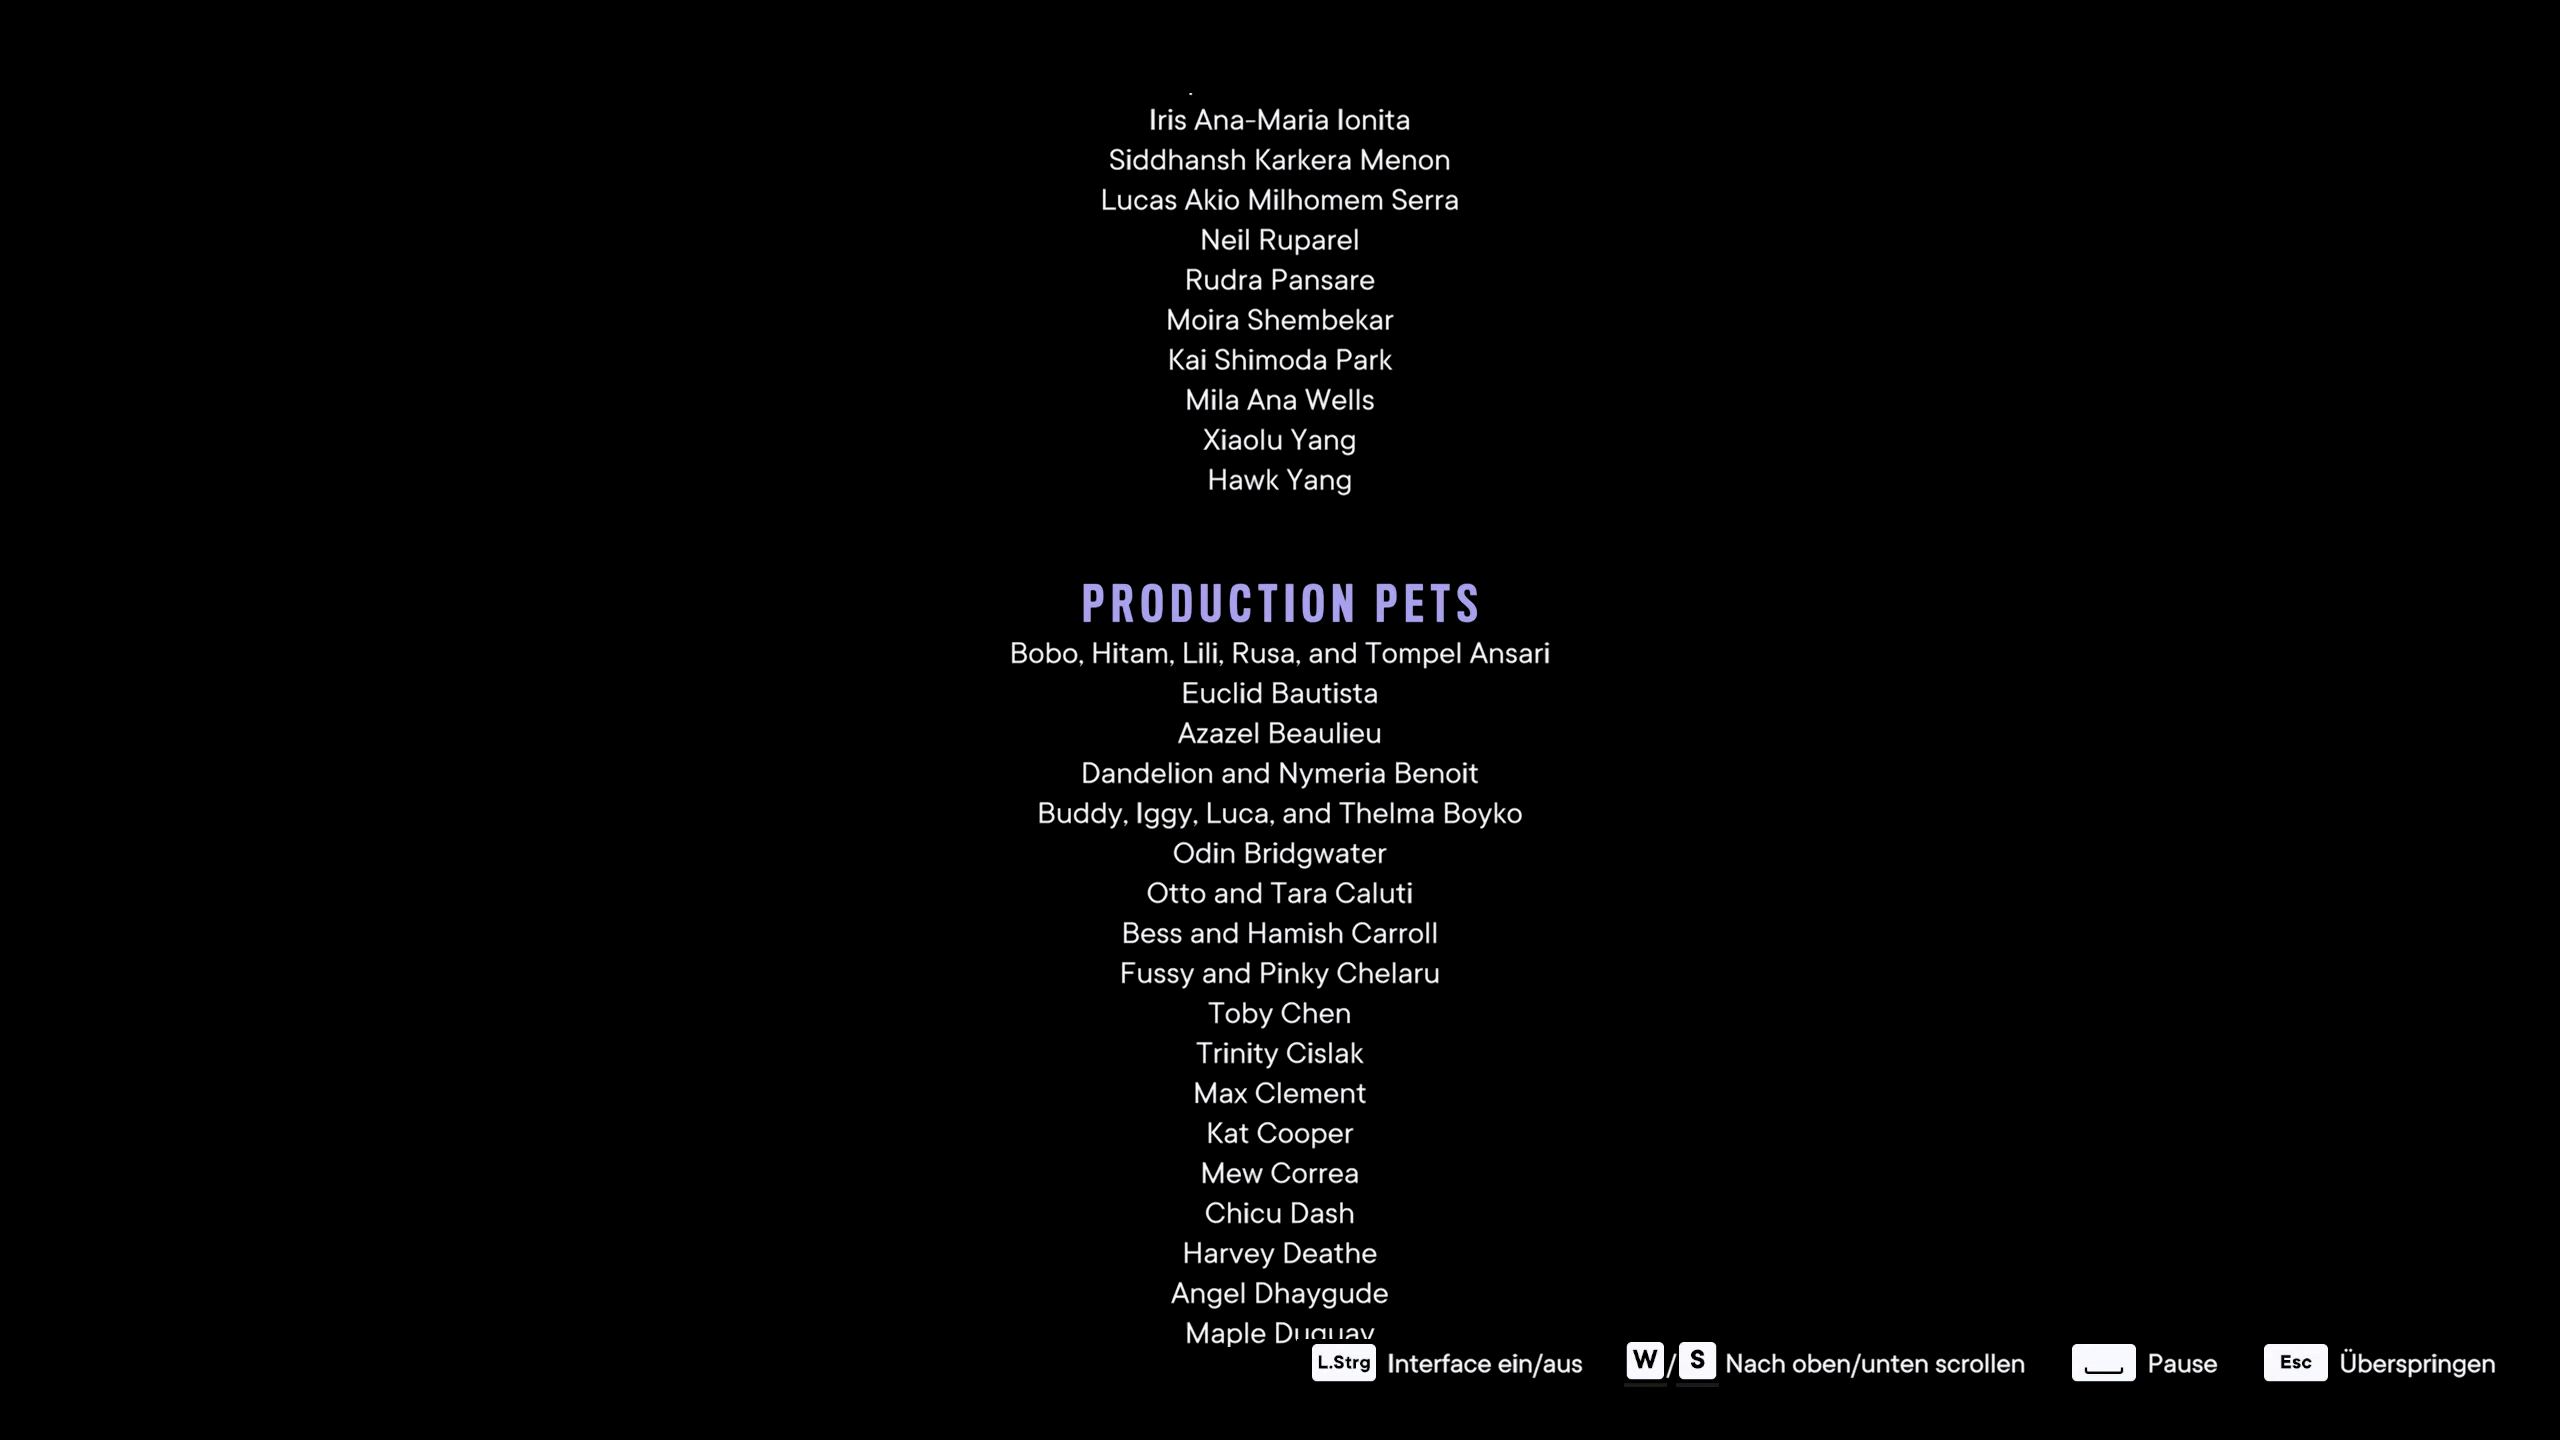 Iris Ana-Maria Ionita
Siddhansh Karkera Menon
Lucas Akio Milhomem Serra
Neil Ruparel
Rudra Pansare
Moira Shembekar
Kai Shimoda Park
Mila Ana Wells
Xiaolu Yang
Hawk Yang
PRODUCTION PETS
Bobo, Hitam, Lili, Rusa, and Tompel Ansari
Euclid Bautista
Azazel Beaulieu
Dandelion and Nymeria Benoit
Buddy, Iggy, Luca, and Thelma Boyko
Odin Bridgwater
Otto and Tara Caluti
Bess and Hamish Carroll
Fussy and Pinky Chelaru
Toby Chen
Trinity Cislak
Max Clement
Kat Cooper
Mew Correa
Chicu Dash
Harvey Deathe
Angel Dhaygude
Maple Duguay
L.Strg Interface ein/aus W/S Nach oben/unten scrollen Pause Esc Überspringen